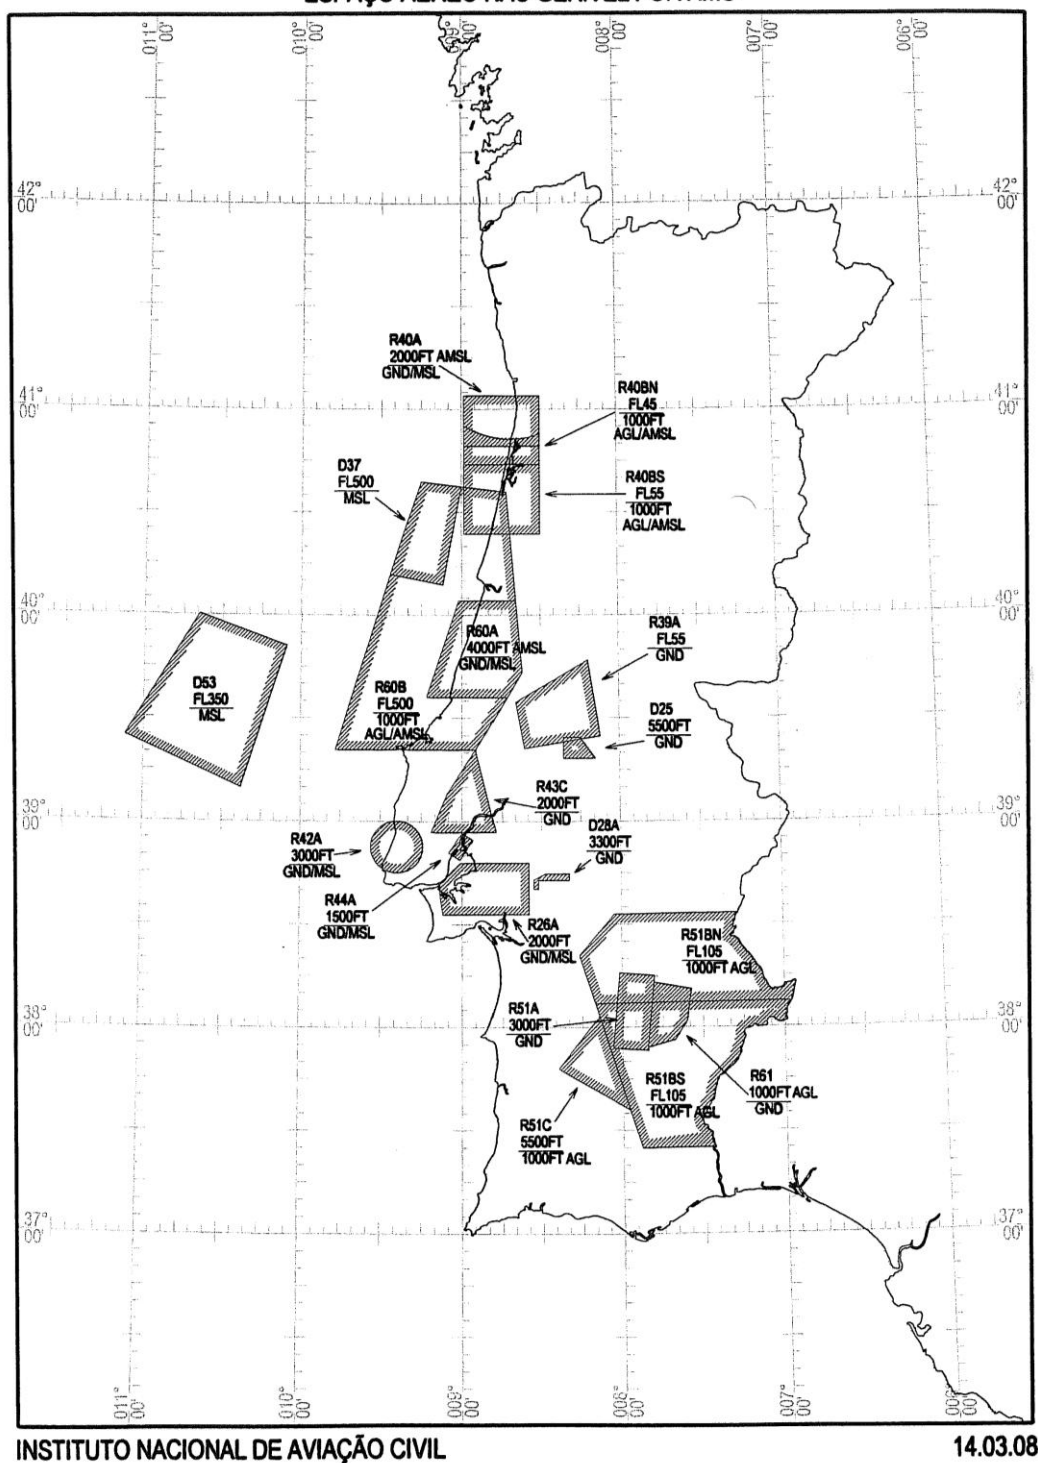 011°
00'
010°
00'
009°
00'
008°
00'
007°
00'
006°
00'
42°
00'
42°
00'
R40A
2000FT AMSL
GND/MSL
R40BN
FL45
1000FT
AGL/AMSL
41°
00'
41°
00'
D37
FL500
MSL
R40BS
FL55
1000FT
AGL/AMSL
40°
00'
40°
00'
R39A
FL55
GND
R60A
4000FT AMSL
GND/MSL
D53
FL350
MSL
R60B
FL500
1000FT
AGL/AMSL
D25
5500FT
GND
39°
00'
39°
00'
R43C
2000FT
GND
D28A
3300FT
GND
R42A
3000FT
GND/MSL
R44A
1500FT
GND/MSL
R26A
2000FT
GND/MSL
R51BN
FL105
1000FT AGL
38°
00'
38°
00'
R51A
3000FT
GND
R51BS
FL105
1000FT AGL
R61
1000FT AGL
GND
R51C
5500FT
1000FT AGL
37°
00'
37°
00'
011°
00'
010°
00'
009°
00'
008°
00'
007°
00'
006°
00'
INSTITUTO NACIONAL DE AVIAÇÃO CIVIL
14.03.08